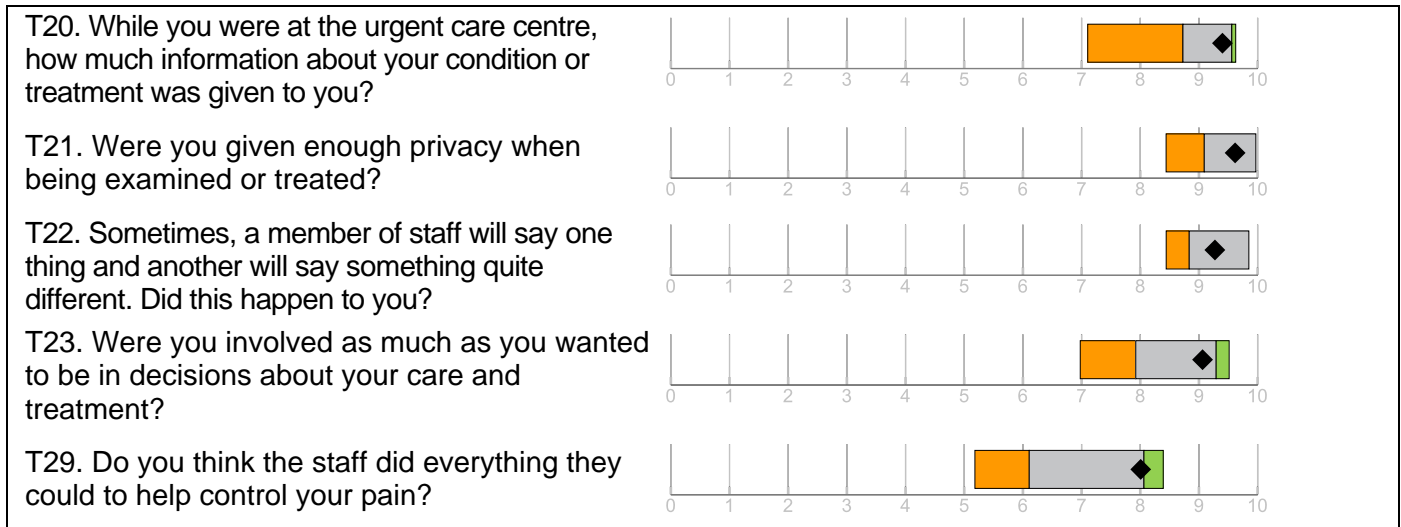 T20. While you were at the urgent care centre,
how much information about your condition or
treatment was given to you?
0 1 2 3 4 5 6 7 8 9 10
T21. Were you given enough privacy when
being examined or treated?
0 1 2 3 4 5 6 7 8 9 10
T22. Sometimes, a member of staff will say one
thing and another will say something quite
different. Did this happen to you?
0 1 2 3 4 5 6 7 8 9 10
T23. Were you involved as much as you wanted
to be in decisions about your care and
treatment?
0 1 2 3 4 5 6 7 8 9 10
T29. Do you think the staff did everything they
could to help control your pain?
0 1 2 3 4 5 6 7 8 9 10